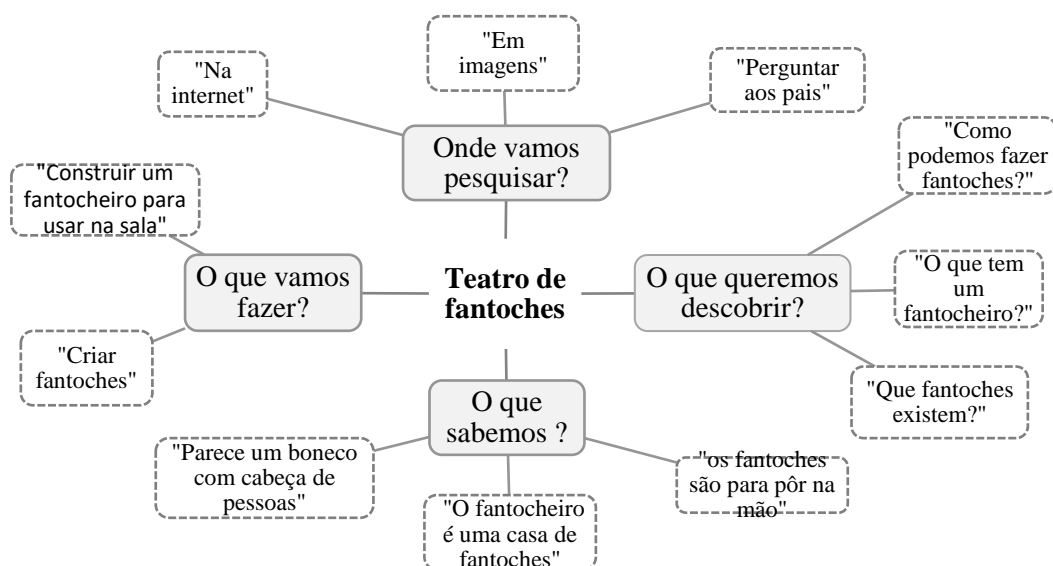 "Em
imagens"
"Na
internet"
"Perguntar
aos pais"
Onde vamos
pesquisar?
"Como
podemos fazer
fantoches?"
"Construir um
fantocheiro para
usar na sala"
O que vamos
fazer?
Teatro de
fantoches
O que queremos
descobrir?
"O que tem
um
fantocheiro?"
"Criar
fantoches"
"Que fantoches
existem?"
O que
sabemos ?
"Parece um boneco
com cabeça de
pessoas"
"O fantocheiro
é uma casa de
fantoches"
"os fantoches
são para pôr na
mão"